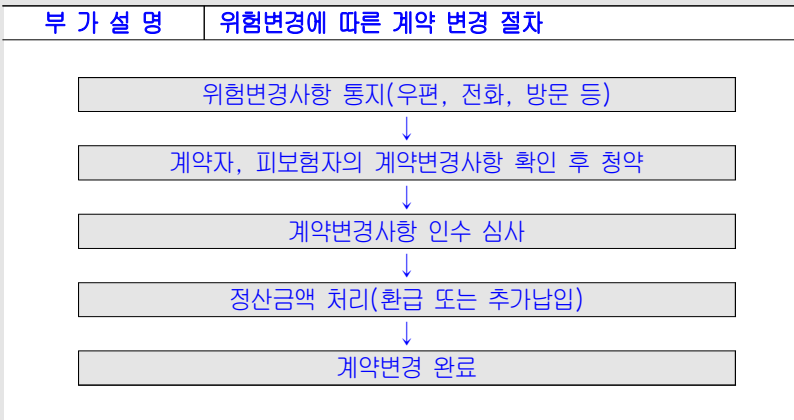 부 가 설 명 위험변경에 따른 계약 변경 절차
위험변경사항 통지(우편, 전화, 방문 등)
↓
계약자, 피보험자의 계약변경사항 확인 후 청약
↓
계약변경사항 인수 심사
↓
정산금액 처리(환급 또는 추가납입)
↓
계약변경 완료